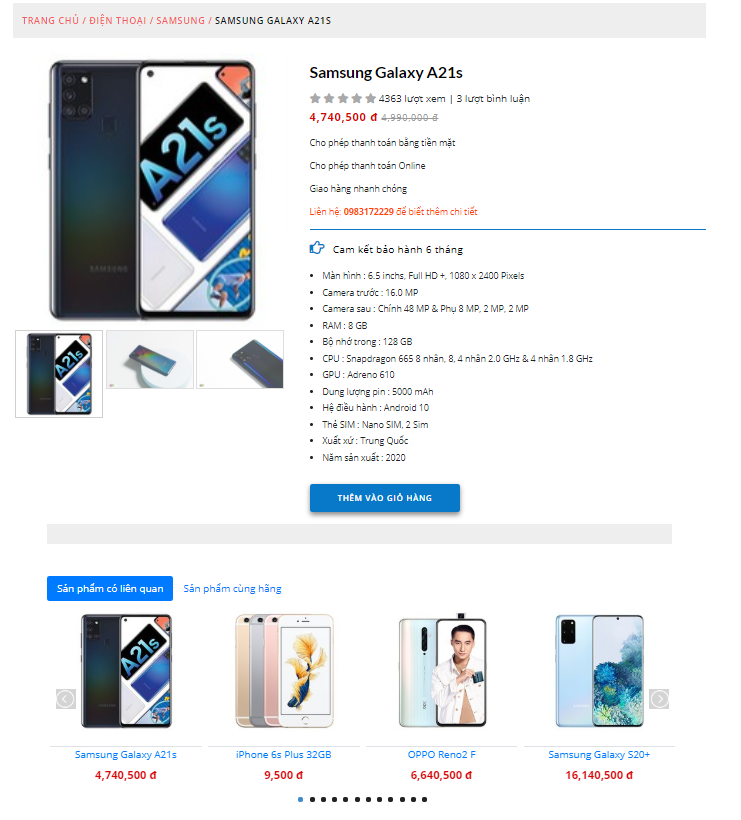 TRANG CHỦ / ĐIỆN THOẠI / SAMSUNG / SAMSUNG GALAXY A21S
Samsung Galaxy A21s
4363 lượt xem | 3 lượt bình luận
4,740,500 đ 4,990,000 đ
Cho phép thanh toán bằng tiền mặt
Cho phép thanh toán Online
Giao hàng nhanh chóng
Liên hệ: 0983172229 để biết thêm chi tiết
Cam kết bảo hành 6 tháng
Màn hình : 6.5 inchs, Full HD +, 1080 x 2400 Pixels
Camera trước : 16.0 MP
Camera sau : Chính 48 MP & Phụ 8 MP, 2 MP, 2 MP
RAM : 8 GB
Bộ nhớ trong : 128 GB
CPU : Snapdragon 665 8 nhân, 8, 4 nhân 2.0 GHz & 4 nhân 1.8 GHz
GPU : Adreno 610
Dung lượng pin : 5000 mAh
Hệ điều hành : Android 10
Thẻ SIM : Nano SIM, 2 Sim
Xuất xứ : Trung Quốc
Năm sản xuất : 2020
THÊM VÀO GIỎ HÀNG
A21s
SAMSUNG
A21s
Sản phẩm có liên quan Sản phẩm cùng hãng
A21s
Samsung Galaxy A21s
4,740,500 đ
iPhone 6s Plus 32GB
9,500 đ
OPPO Reno2 F
6,640,500 đ
Samsung Galaxy S20+
16,140,500 đ